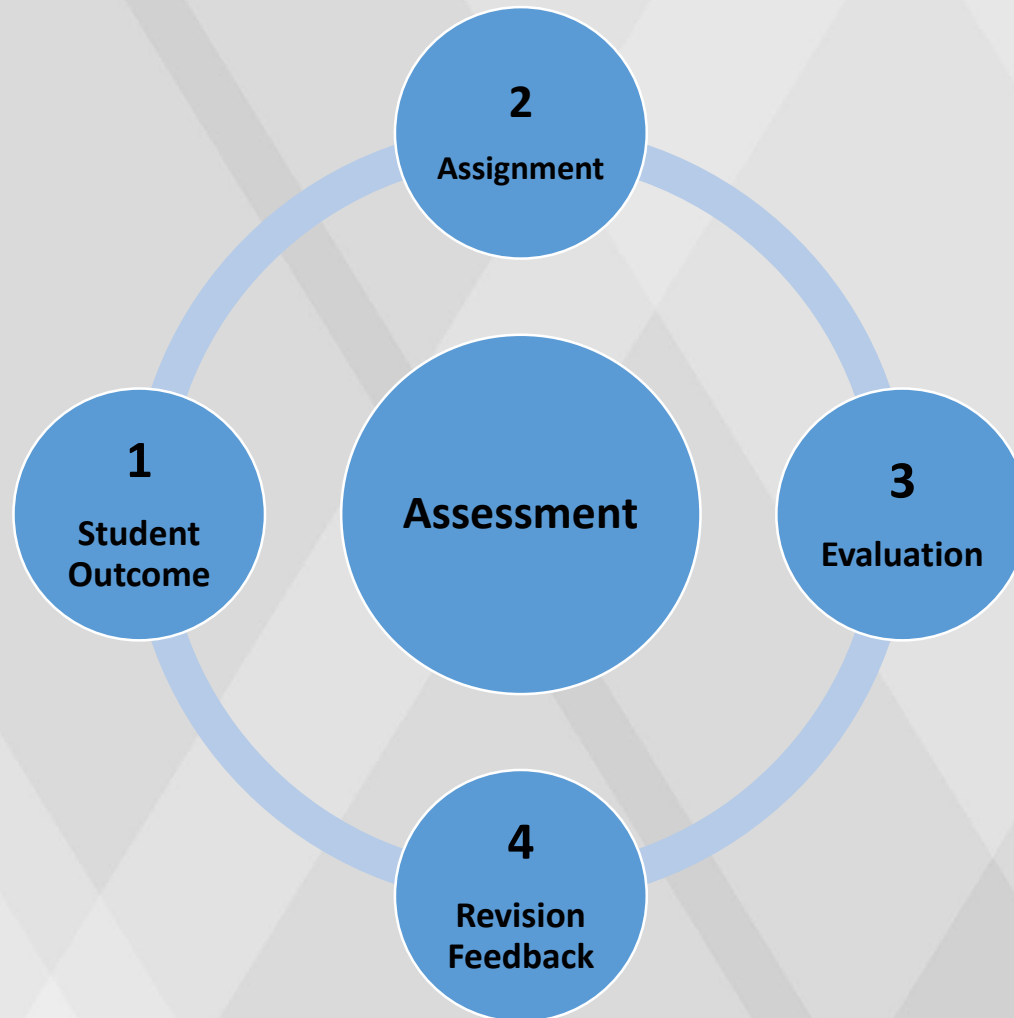 2
Assignment
1
Student
Outcome
Assessment
3
Evaluation
4
Revision
Feedback